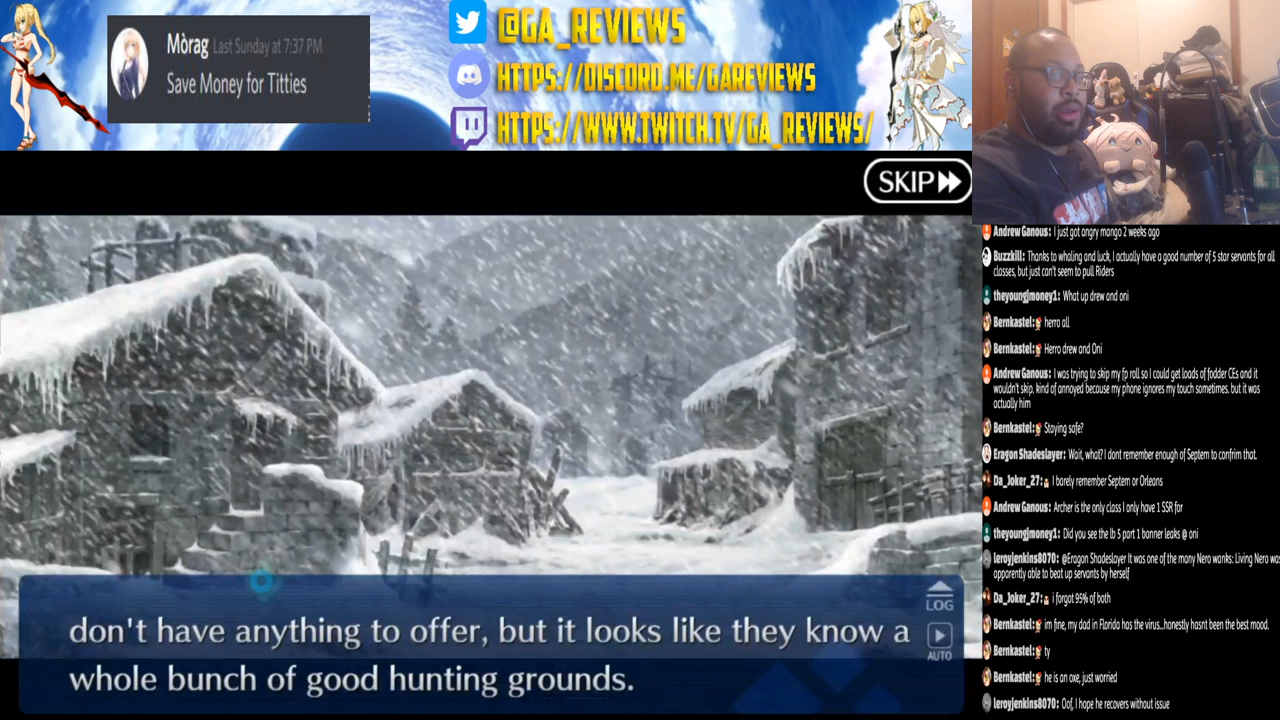 Mòrag Last Sunday at 7:37 PM
Save Money for Titties
@GA_REVIEWS
HTTPS://DISCORD.ME/GAREVIEWS
HTTPS://WWW.TWITCH.TV/GA_REVIEWS/
SKIP
Andrew Ganous: I just got angry mango 2 weeks ago
Buzzkill: Thanks to whaling and luck, I actually have a good number of 5 star servants for all
classes, but just can't seem to pull Riders
theyoungjmoney1: What up drew and oni
Bernkastel: herro all
Bernkastel: Herro drew and Oni
Andrew Ganous: I was trying to skip my fp roll so I could get loads of fodder CEs and it
wouldn't skip. kind of annoyed because my phone ignores my touch sometimes. but it was
actually him
Bernkastel: Staying safe?
Eragon Shadeslayer: Wait, what? I dont remember enough of Septem to confrim that.
Da_Joker_27: I barely remember Septem or Orleans
Andrew Ganous: Archer is the only class I only have 1 SSR for
theyoungjmoney1: Did you see the lb 5 part 1 banner leaks @ oni
leroyjenkins8070: @Eragon Shadeslayer It was one of the many Nero wanks: Living Nero was
apparently able to beat up servants by herself
Da_Joker_27: i forgot 95% of both
Bernkastel: im fine, my dad in Florida has the virus...honestly hasnt been the best mood.
Bernkastel: ty
Bernkastel: he is an oxe, just worried
leroyjenkins8070: Oof, I hope he recovers without issue
don't have anything to offer, but it looks like they know a
whole bunch of good hunting grounds.
LOG
AUTO